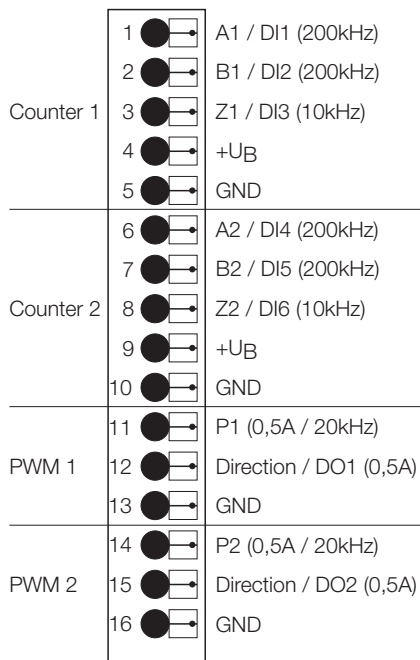 1 A1 / DI1 (200kHz)
2 B1 / DI2 (200kHz)
Counter 1 3 Z1 / DI3 (10kHz)
4 +UB
5 GND
6 A2 / DI4 (200kHz)
7 B2 / DI5 (200kHz)
Counter 2 8 Z2 / DI6 (10kHz)
9 +UB
10 GND
11 P1 (0,5A / 20kHz)
PWM 1 12 Direction / DO1 (0,5A)
13 GND
14 P2 (0,5A / 20kHz)
PWM 2 15 Direction / DO2 (0,5A)
16 GND